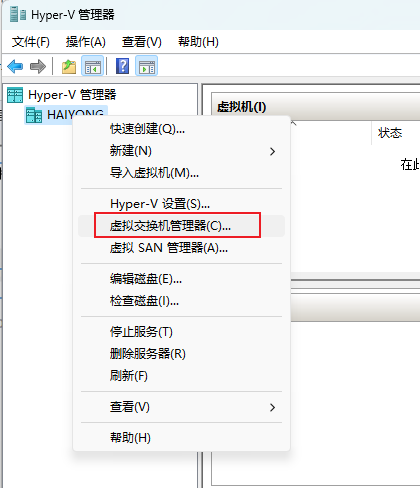 Hyper-V 管理器
文件(F) 操作(A) 查看(V) 帮助(H)
Hyper-V 管理器
HAIYONG
虚拟机(I)
状态
在此
快速创建(Q)...
新建(N)
导入虚拟机(M)...
Hyper-V 设置(S)...
虚拟交换机管理器(C)...
虚拟 SAN 管理器(A)...
编辑磁盘(E)...
检查磁盘(I)...
停止服务(T)
删除服务器(R)
刷新(F)
查看(V)
帮助(H)